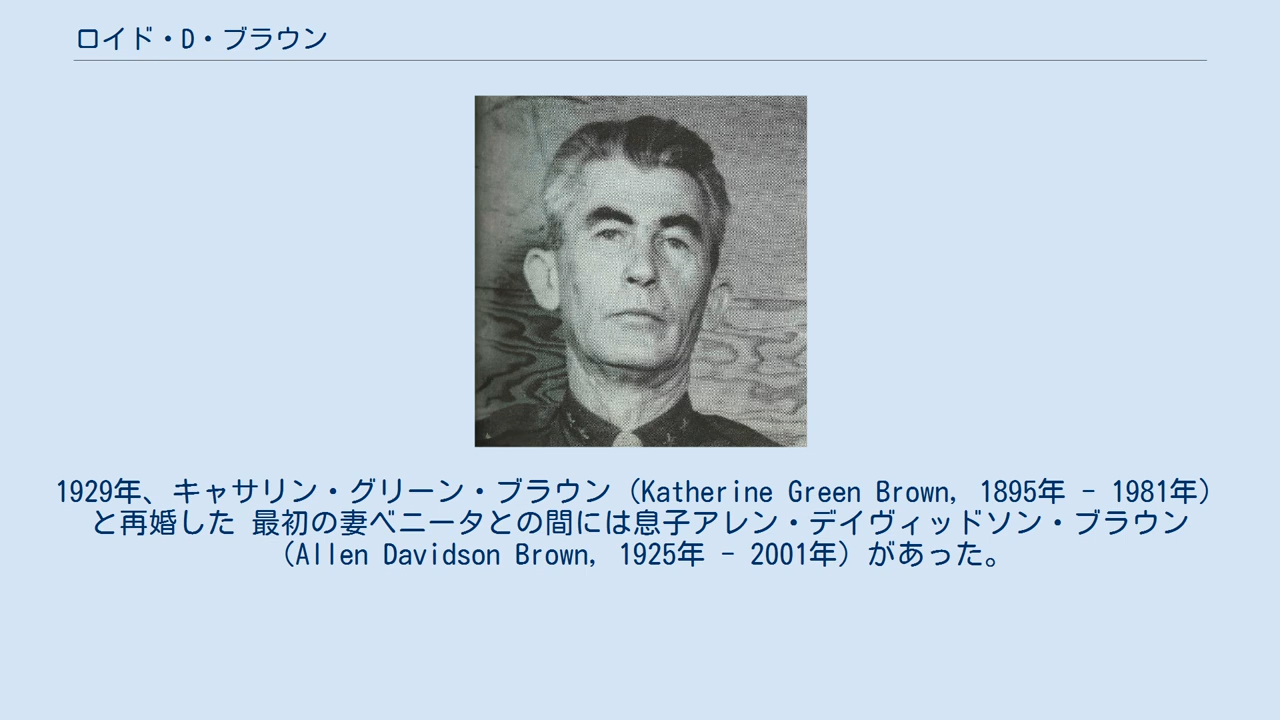 ロイド・D・ブラウン
1929年、キャサリン・グリーン・ブラウン（Katherine Green Brown, 1895年 - 1981年）
と再婚した 最初の妻ベニータとの間には息子アレン・デイヴィッドソン・ブラウン
（Allen Davidson Brown, 1925年 - 2001年）があった。